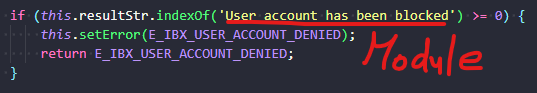 if (this.resultStr.indexOf('User account has been blocked') >= 0) {
this.setError(E_IBX_USER_ACCOUNT_DENIED);
return E_IBX_USER_ACCOUNT_DENIED;
}
Module